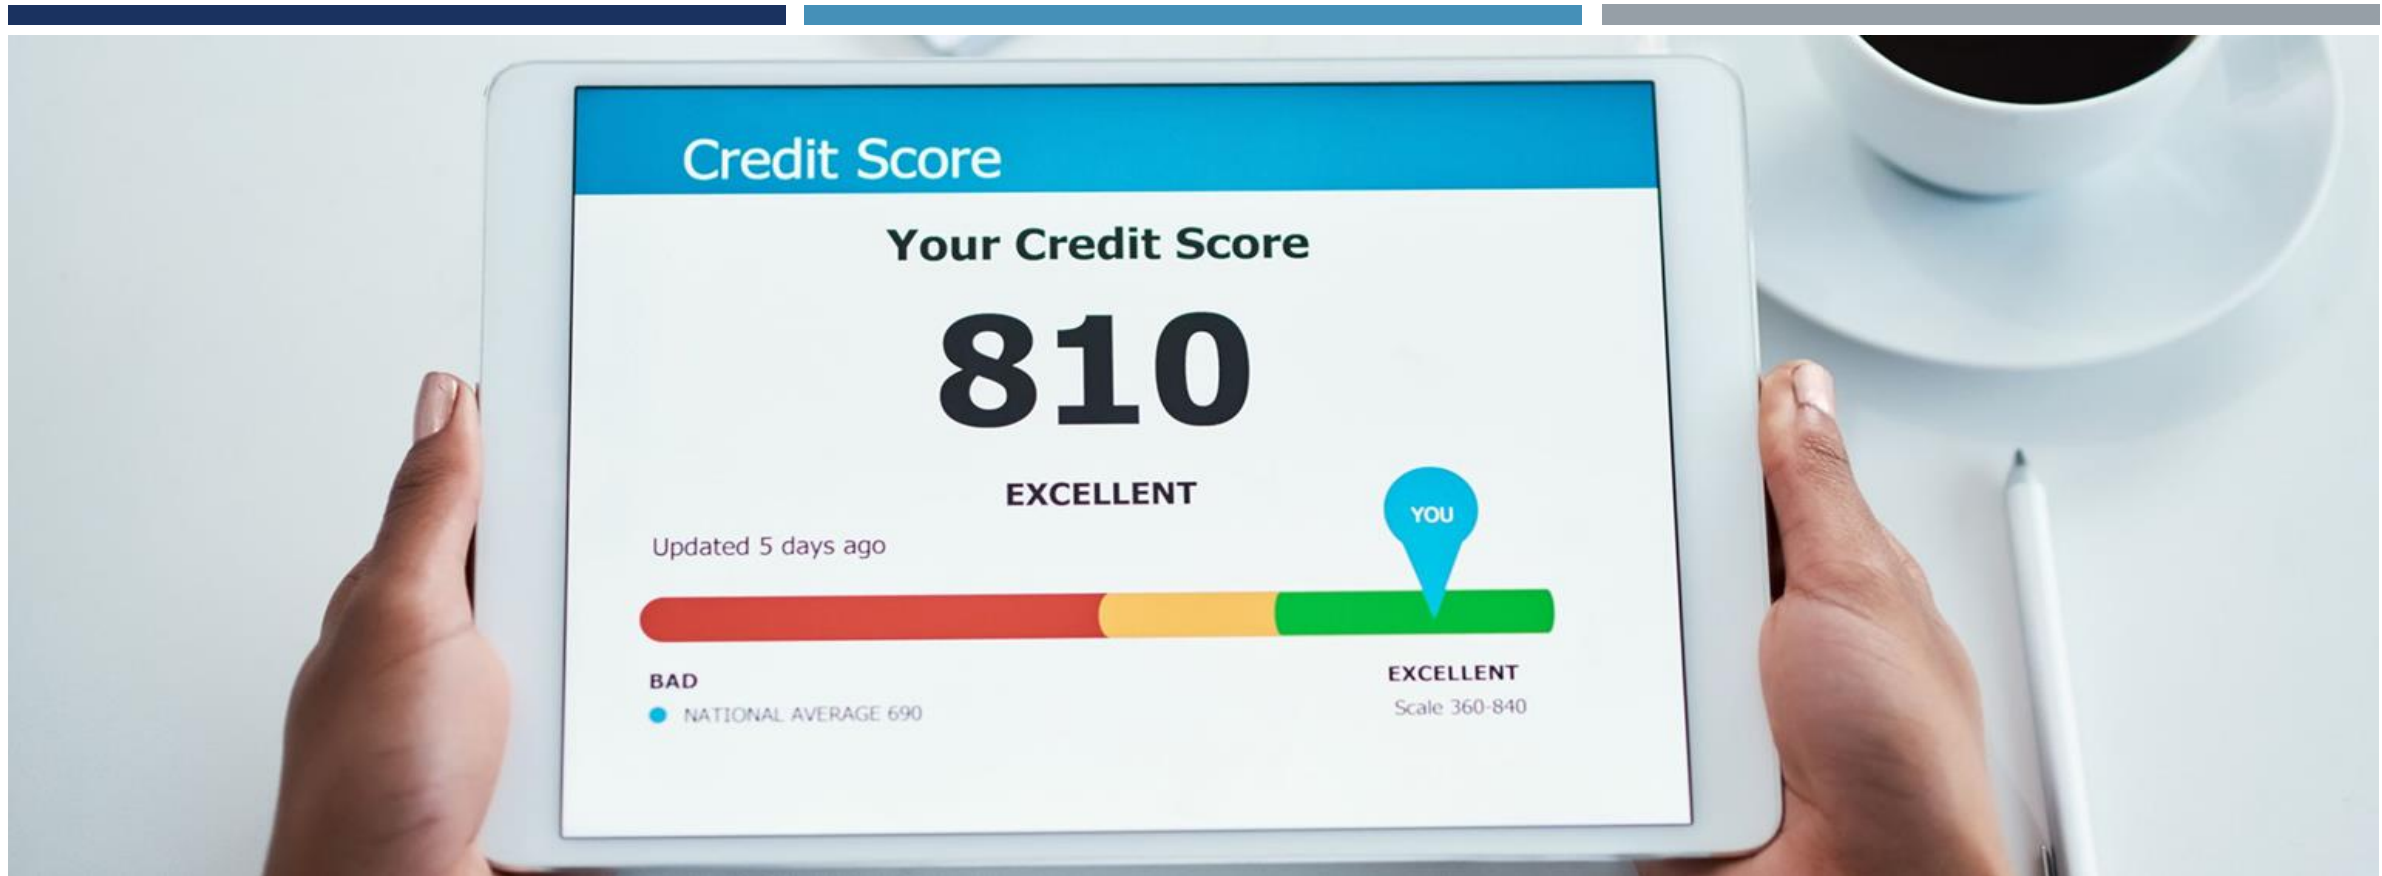 Credit Score
Your Credit Score
810
EXCELLENT
YOU
Updated 5 days ago
BAD
EXCELLENT
NATIONAL AVERAGE 690
Scale 360-840